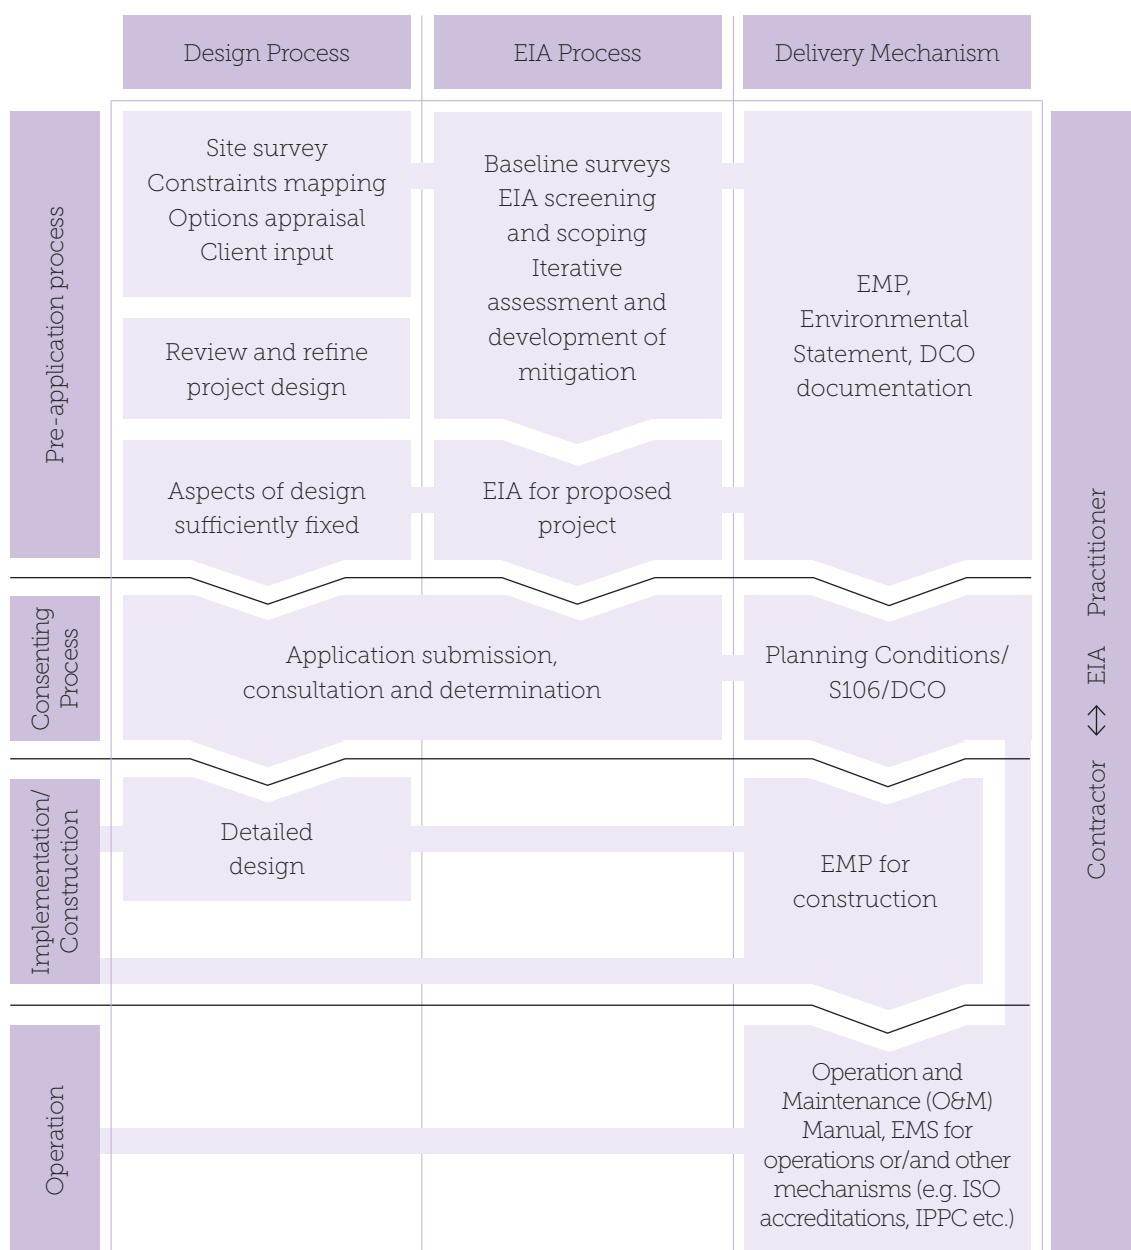 Design Process
EIA Process
Delivery Mechanism
Pre-application process
Site survey
Constraints mapping
Options appraisal
Client input
Review and refine
project design
Aspects of design
sufficiently fixed
Baseline surveys
EIA screening
and scoping
Iterative
assessment and
development of
mitigation
EIA for proposed
project
EMP,
Environmental
Statement, DCO
documentation
Consenting
Process
Application submission,
consultation and determination
Planning Conditions/
S106/DCO
Implementation/
Construction
Detailed
design
EMP for
construction
Operation
Operation and
Maintenance (O&M)
Manual, EMS for
operations or/and other
mechanisms (e.g. ISO
accreditations, IPPC etc.)
Contractor ↔ EIA Practitioner